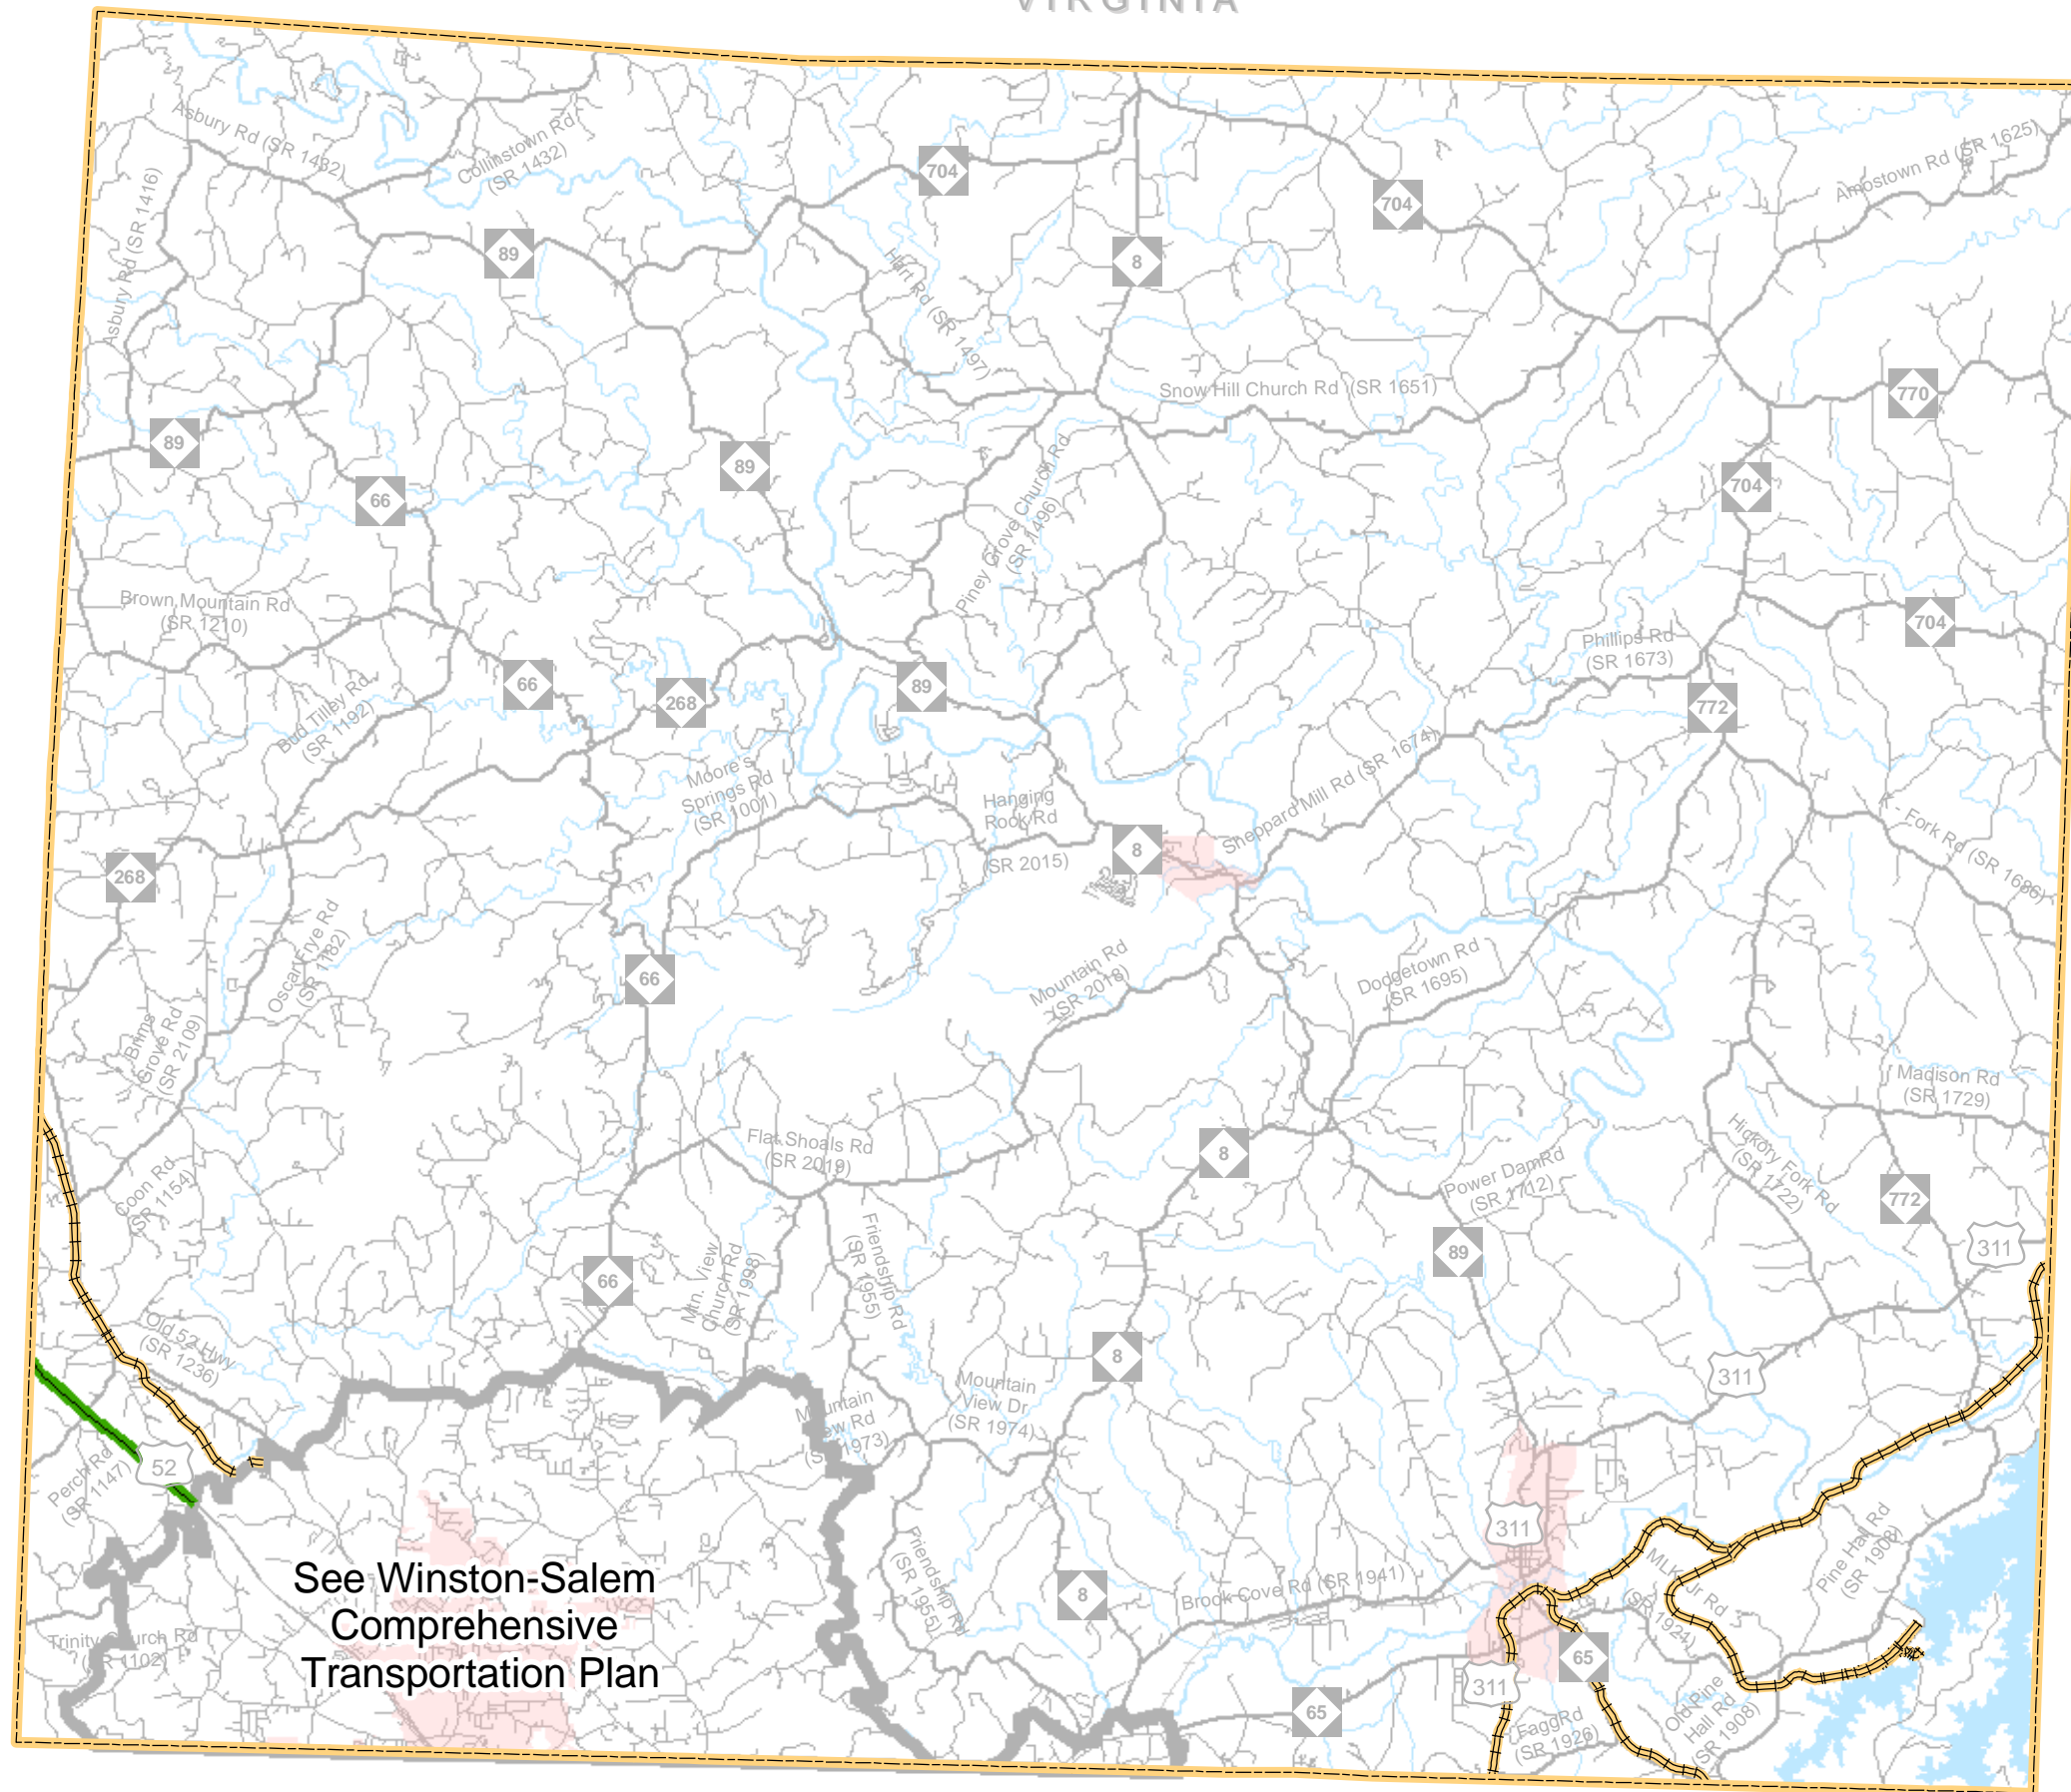 VIRGINIA
Asbury Rd (SR 1432)
Collinstown Rd
(SR 1432)
704
704
Amostown Rd (SR 1625)
Asbury Rd (SR 1416)
89
8
Hart Rd (SR 1497)
Snow Hill Church Rd (SR 1651)
770
89
89
66
704
Piney Grove Church Rd
(SR 1496)
Brown Mountain Rd
(SR 1210)
704
Phillips Rd
(SR 1673)
66
268
89
772
Bud Tilley Rd
(SR 1192)
Moore's
Springs Rd
(SR 1001)
Hanging
Rock Rd
(SR 2015)
Sheppard Mill Rd (SR 1674)
Fork Rd (SR 1686)
8
268
Oscar Frye Rd
(SR 1182)
66
Mountain Rd
(SR 2018)
Dodgetown Rd
(SR 1695)
Brims
Grove Rd
(SR 2109)
Madison Rd
(SR 1729)
Flat Shoals Rd
(SR 2019)
8
Hickory Fork Rd
(SR 1722)
Coon Rd
(SR 1154)
Power Dam Rd
(SR 1712)
772
Friendship Rd
(SR 1955)
89
311
66
Mtn. View
Church Rd
(SR 1998)
Old 52 Hwy
(SR 1236)
8
311
Mountain
View Dr
(SR 1974)
Mountain
ew Rd
(S 1973)
52
Perch Rd
(SR 1147)
311
Pine Hall Rd
(SR 1908)
See Winston-Salem
Comprehensive
Transportation Plan
Friendship Rd
(SR 1955)
8
Brook Cove Rd (SR 1941)
MLK Jr Rd
(SR 1924)
Trinity Church Rd
(SR 1102)
65
311
65
Fagg Rd
(SR 1926)
Old Pine
Hall Rd
(SR 1908)